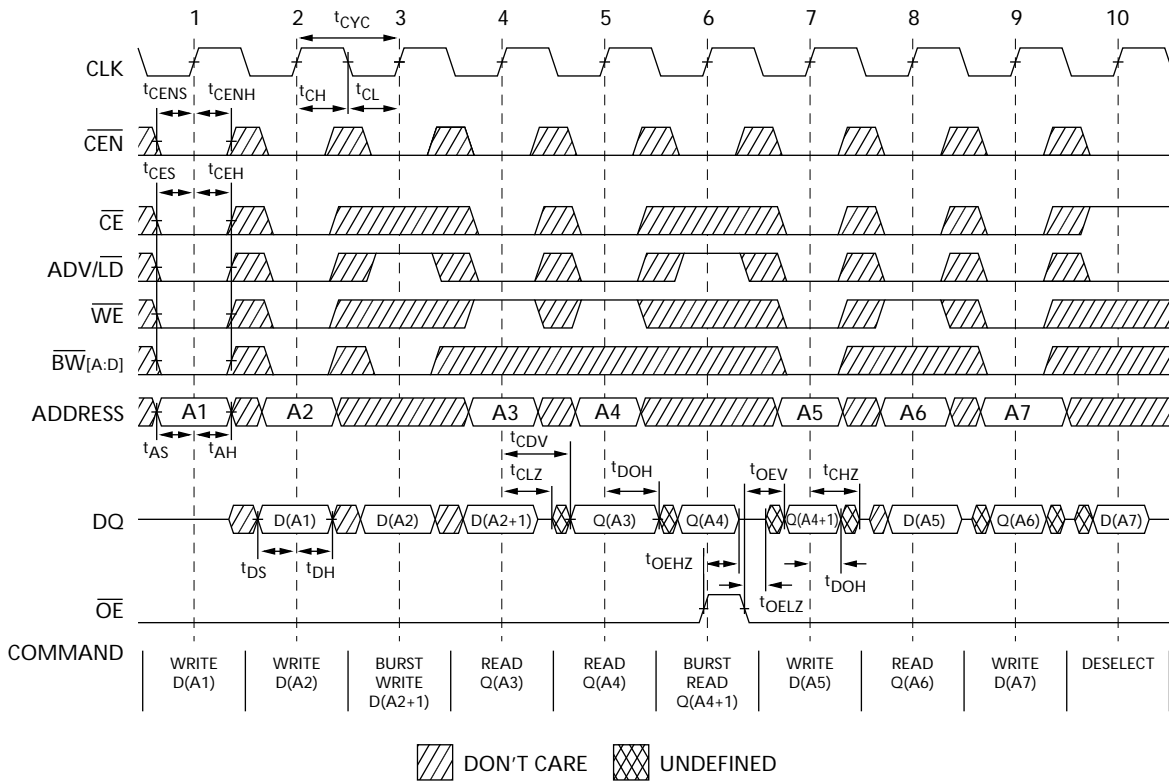 1 2 3 4 5 6 7 8 9 10
tCYC
CLK
tCENS tCENH tCH tCL
CEN
tCES tCEH
CE
ADV/LD
WE
BW[A:D]
ADDRESS A1 A2 A3 A4 A5 A6 A7
tAS tAH tCDV
tCLZ tDOH tOEV tCHZ
DQ D(A1) D(A2) D(A2+1) Q(A3) Q(A4) Q(A4+1) D(A5) Q(A6) D(A7)
tDS tDH tOEHZ tDOH
tOELZ
OE
COMMAND
WRITE D(A1)
WRITE D(A2)
BURST WRITE D(A2+1)
READ Q(A3)
READ Q(A4)
BURST READ Q(A4+1)
WRITE D(A5)
READ Q(A6)
WRITE D(A7)
DESELECT
DON'T CARE UNDEFINED